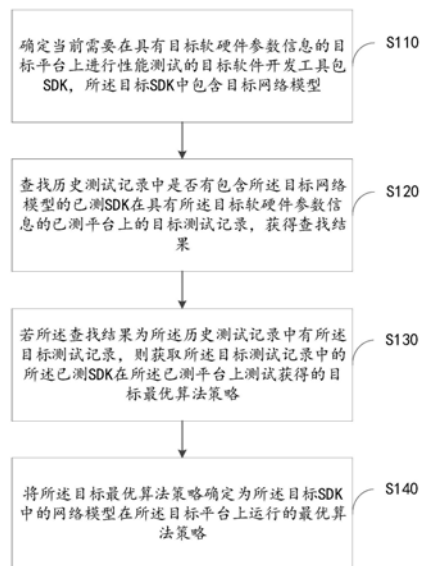 确定当前需要在具有目标软硬件参数信息的目
标平台上进行性能测试的目标软件开发工具包
SDK，所述目标SDK中包含目标网络模型
S110
查找历史测试记录中是否有包含所述目标网络
模型的已测SDK在具有所述目标软硬件参数信
息的已测平台上的目标测试记录，获得查找结
果
S120
若所述查找结果为所述历史测试记录中有所述
目标测试记录，则获取所述目标测试记录中的
所述已测SDK在所述已测平台上测试获得的目
标最优算法策略
S130
将所述目标最优算法策略确定为所述目标SDK
中的网络模型在所述目标平台上运行的最优算
法策略
S140